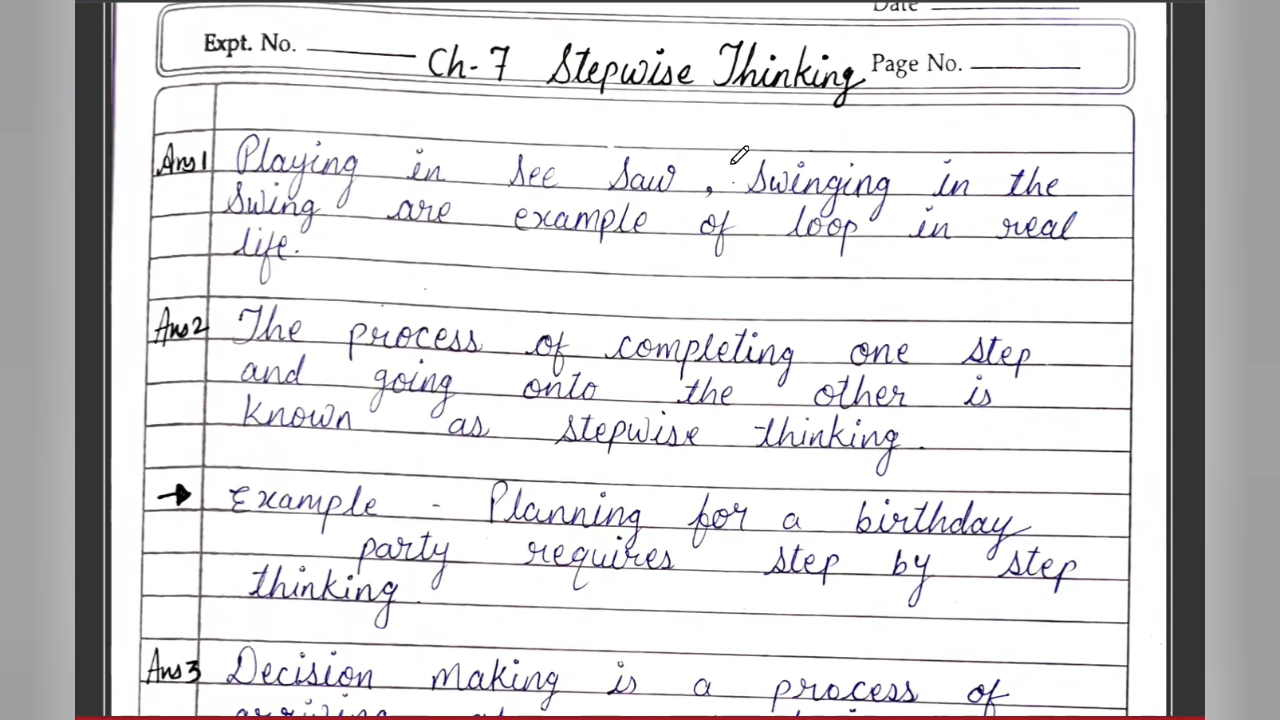 Date
Expt. No.
Ch-7 Stepwise Thinking
Page No.
Ans1 Playing in see saw, swinging in the
swing are example of loop in real
life.
Ans2 The process of completing one step
and going onto the other is
known as stepwise thinking.
→ Example - Planning for a birthday
party requires step by step
thinking.
Ans3 Decision making is a process of